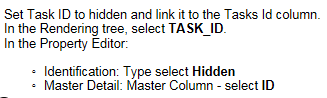 Set Task ID to hidden and link it to the Tasks Id column.
In the Rendering tree, select TASK_ID.
In the Property Editor:
◦ Identification: Type select Hidden
◦ Master Detail: Master Column - select ID